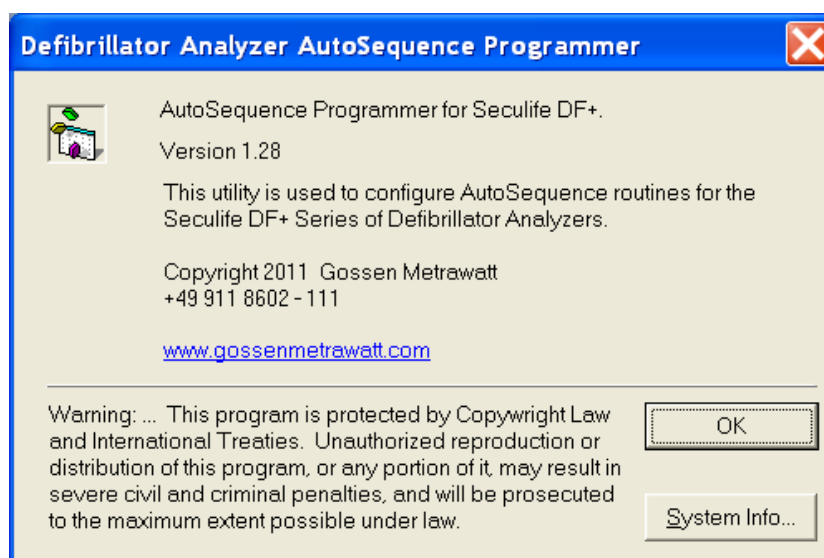 Defibrillator Analyzer AutoSequence Programmer
AutoSequence Programmer for Seculife DF+.
Version 1.28
This utility is used to configure AutoSequence routines for the
Seculife DF+ Series of Defibrillator Analyzers.
Copyright 2011  Gossen Metrawatt
+49 911 8602 - 111
www.gossenmetrawatt.com
Warning: ...  This program is protected by Copywright Law
and International Treaties.  Unauthorized reproduction or
distribution of this program, or any portion of it, may result in
severe civil and criminal penalties, and will be prosecuted
to the maximum extent possible under law.
OK
System Info...